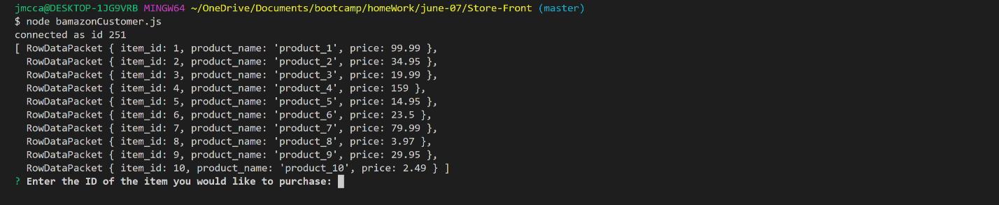 jmcca@DESKTOP-1JG9VRB MINGW64 ~/OneDrive/Documents/bootcamp/homeWork/june-07/Store-Front (master)
$ node bamazonCustomer.js
connected as id 251
[ RowDataPacket { item_id: 1, product_name: 'product_1', price: 99.99 },
  RowDataPacket { item_id: 2, product_name: 'product_2', price: 34.95 },
  RowDataPacket { item_id: 3, product_name: 'product_3', price: 19.99 },
  RowDataPacket { item_id: 4, product_name: 'product_4', price: 159 },
  RowDataPacket { item_id: 5, product_name: 'product_5', price: 14.95 },
  RowDataPacket { item_id: 6, product_name: 'product_6', price: 23.5 },
  RowDataPacket { item_id: 7, product_name: 'product_7', price: 79.99 },
  RowDataPacket { item_id: 8, product_name: 'product_8', price: 3.97 },
  RowDataPacket { item_id: 9, product_name: 'product_9', price: 29.95 },
  RowDataPacket { item_id: 10, product_name: 'product_10', price: 2.49 } ]
? Enter the ID of the item you would like to purchase: